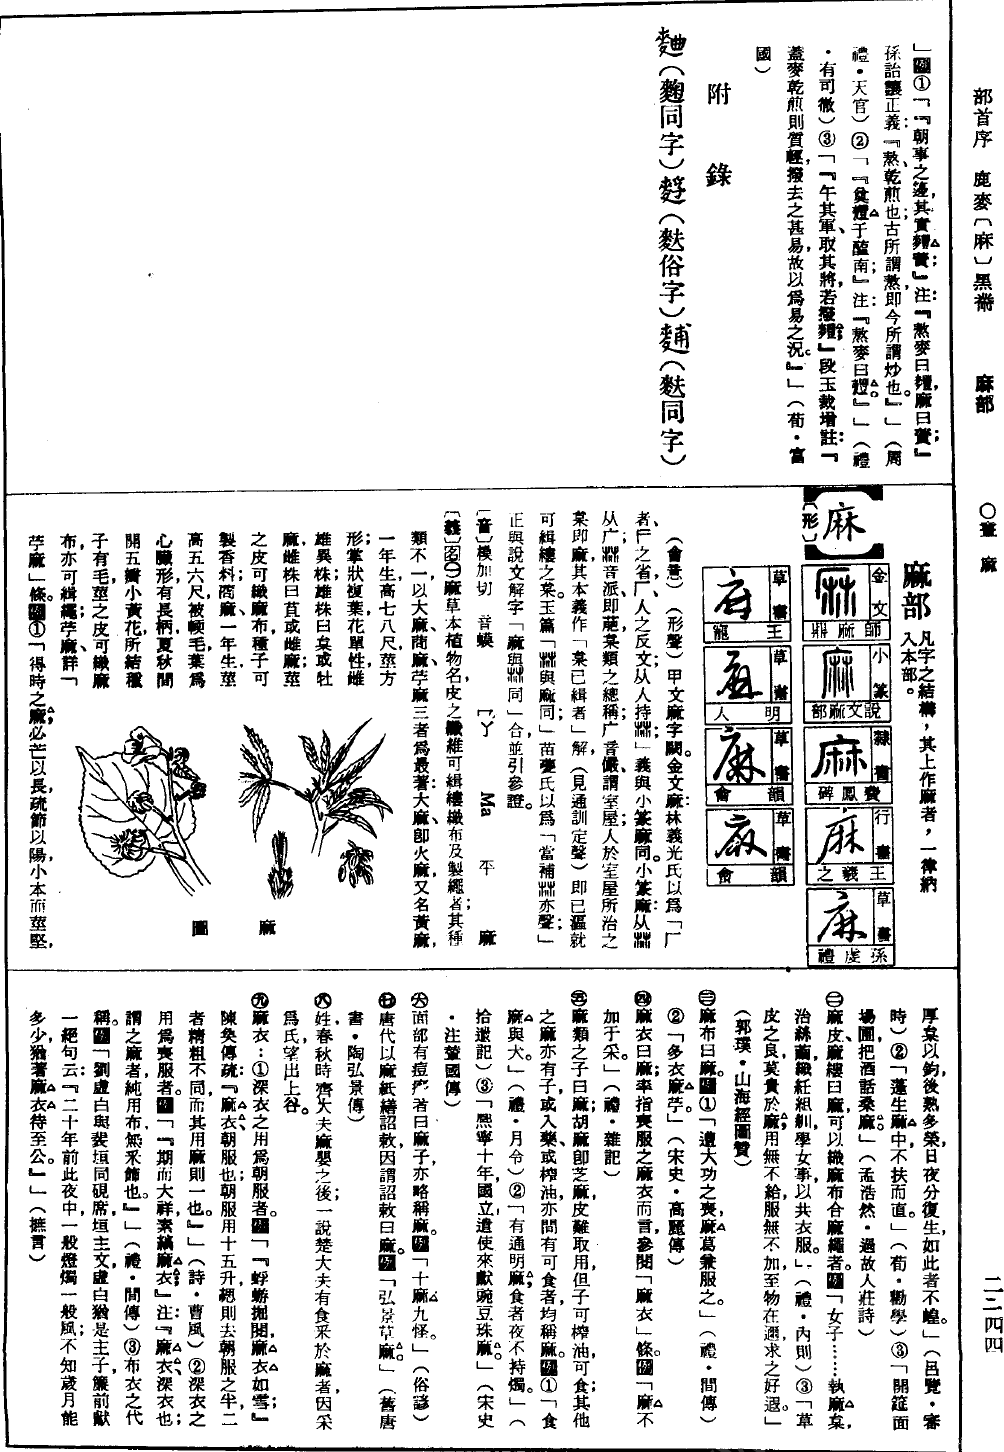 部首序 鹿麥〔麻〕黑黹 麻部 〇畫 麻 二二四四
」例①「『朝事之籩其實麷蕡』注：『熬麥曰麷麻曰蕡』
孫詒讓正義：『熬、乾煎也；古所謂熬、卽今所謂炒也。』」（周
禮・天官）②「『奠麷于醢南』注：『熬麥曰麷。』」（禮
・有司徹）③「『午其軍、取其將、若撥麷。』段玉裁增註：『
蓋麥乾煎則質輕、撥去之甚易、故以爲易之況。』」（荀・富
國）
附錄
麯（麴同字）
（麩俗字）
（麩同字）
麻
〔形〕
麻部 凡字之結構，其上作麻者，一律納
入本部。
金文 師麻鼎
小篆 說文麻部
隸書 費鳳碑
行書 王羲之
草書 孫虔禮
草書 王寵
草書 明人
草書 韻會
草書 韻會
（會意）（形聲）甲文麻字闕。金文麻：林義光氏以爲「厂
者、广之省、厂人之反文、从人持𣏟」義與小篆麻同。小篆麻：从𣏟
从广、𣏟音派、卽萉枲類之總稱；广音儼、謂室屋；人於室屋所治之
枲卽麻、其本義作「枲已緝者」解、（見通訓定聲）卽已漚就
可緝縷之枲。玉篇「𣏟與麻同」；苗夔氏以爲「當補𣏟亦聲」
正與說文解字「麻與𣏟同」合、並引參證。
〔音〕模加切 音蟆 ㄇㄚ Ma 平 麻
〔義〕名㊀麻草本植物名、皮之纖維可緝縷織布及製繩者；其種
類不一、以大麻、苘麻、苧麻三者爲最著；大麻卽火麻、又名黃麻、
一年生、高七八尺、莖方
形、掌狀複葉、花單性、雌
雄異株；雄株曰枲或牡
麻、雌株曰苴或雌麻；莖
之皮可織麻布、種子可
製香料；苘麻、一年生、莖
高五六尺、被輭毛、葉爲
心臟形、有長柄、夏秋間
開五瓣小黃花、所結種
子有毛、莖之皮可織麻
布、亦可緝繩；苧麻詳「
苧麻」條。例①「得時之麻必芒以長、疏節以陽、小本而莖堅、
麻圖
厚枲以鈞、後熟多榮、日夜分復生、如此者不蝗。」（呂覽・審
時）②「蓬生麻中不扶而直。」（荀・勸學）③「開筵面
場圃、把酒話桑麻。」（孟浩然・過故人莊詩）
㊁麻皮、麻縷曰麻、可以織麻布合麻繩者。例「女子……執麻枲、
治絲繭、織紝組紃、學女事以共衣服。」（禮・內則）③「草
皮之良、莫貴於麻、用無不給、服無不加、至物在邇、求之好遐。」
（郭璞・山海經圖贊）
㊂麻布曰麻。例①「遭大功之喪、麻葛兼服之。」（禮・間傳）
②「多衣麻苧。」（宋史・高麗傳）
㊃麻衣曰麻；率指喪服之麻衣而言、參閱「麻衣」條。例「麻不
加于采。」（禮・雜記）
㊄麻類之子曰麻；胡麻卽芝麻、皮雖取用、但子可榨油、可食；其他
之麻亦有子、或入藥、或榨油、亦間有可食者、均稱麻。例①「食
麻與犬。」（禮・月令）②「有通明麻、食者夜不持燭。」（
拾遺記）③「熙寧十年、國立遣使來獻豌豆、珠麻。」（宋史
・注輦國傳）
㊅面部有痘疤者曰麻子、亦略稱麻。例「十麻九怪。」（俗諺）
㊆唐代以麻紙繕詔敕、因謂詔敕曰麻。例「弘景草麻。」（舊唐
書・陶弘景傳）
㊇姓、春秋時齊大夫麻嬰之後；一說楚大夫有食采於麻者、因采
爲氏、望出上谷。
㊈麻衣：①深衣之用爲朝服者。例「『蜉蝣掘閱、麻衣如雪』
陳奐傳疏：『麻衣、朝服也；朝服用十五升、緦則去朝服之半、二
者精粗不同、而其用麻則一也。』」（詩・曹風）②深衣之
用爲喪服者。例「『期而大祥、素縞麻衣』注：『麻衣、深衣也；
謂之麻者、純用布、無采飾也。』」（禮・間傳）③布衣之代
稱。例「劉虛白與裴垣同硯席、垣主文、虛白猶是主子、簾前獻
一絕句云：『二十年前此夜中、一般燈燭一般風；不知歲月能
多少、猶著麻衣待至公。』」（摭言）